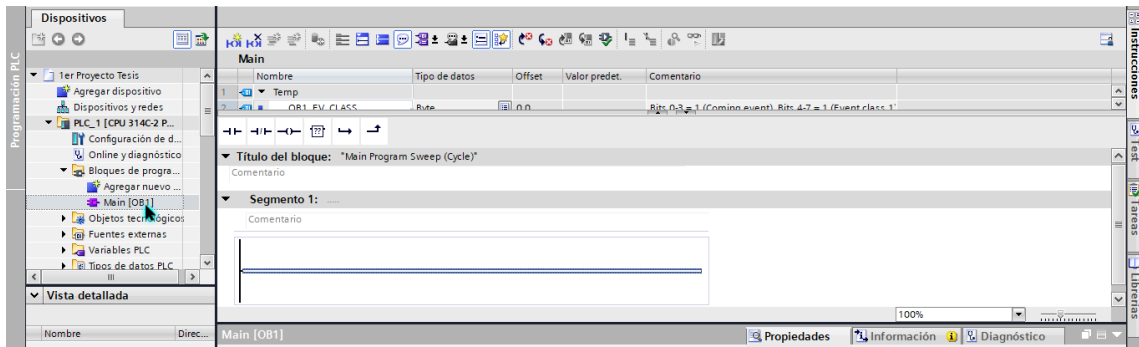 Dispositivos
Programación PLC
1er Proyecto Tesis
Agregar dispositivo
Dispositivos y redes
PLC_1 [CPU 314C-2 P...
Configuración de d...
Online y diagnóstico
Bloques de progra...
Agregar nuevo ...
Main [OB1]
Objetos tecnológicos
Fuentes externas
Variables PLC
Tipos de datos PLC
Vista detallada
Nombre Direc...
Main
Nombre Tipo de datos Offset Valor predet. Comentario
1 Temp
2 OB1_EV_CLASS Byte 0.0 Bits 0-3 = 1 (Coming event), Bits 4-7 = 1 (Event class 1)
??
Título del bloque: "Main Program Sweep (Cycle)"
Comentario
Segmento 1: .....
Comentario
100%
Main [OB1] Propiedades Información Diagnóstico
Instrucciones
Test
Tareas
Librerías